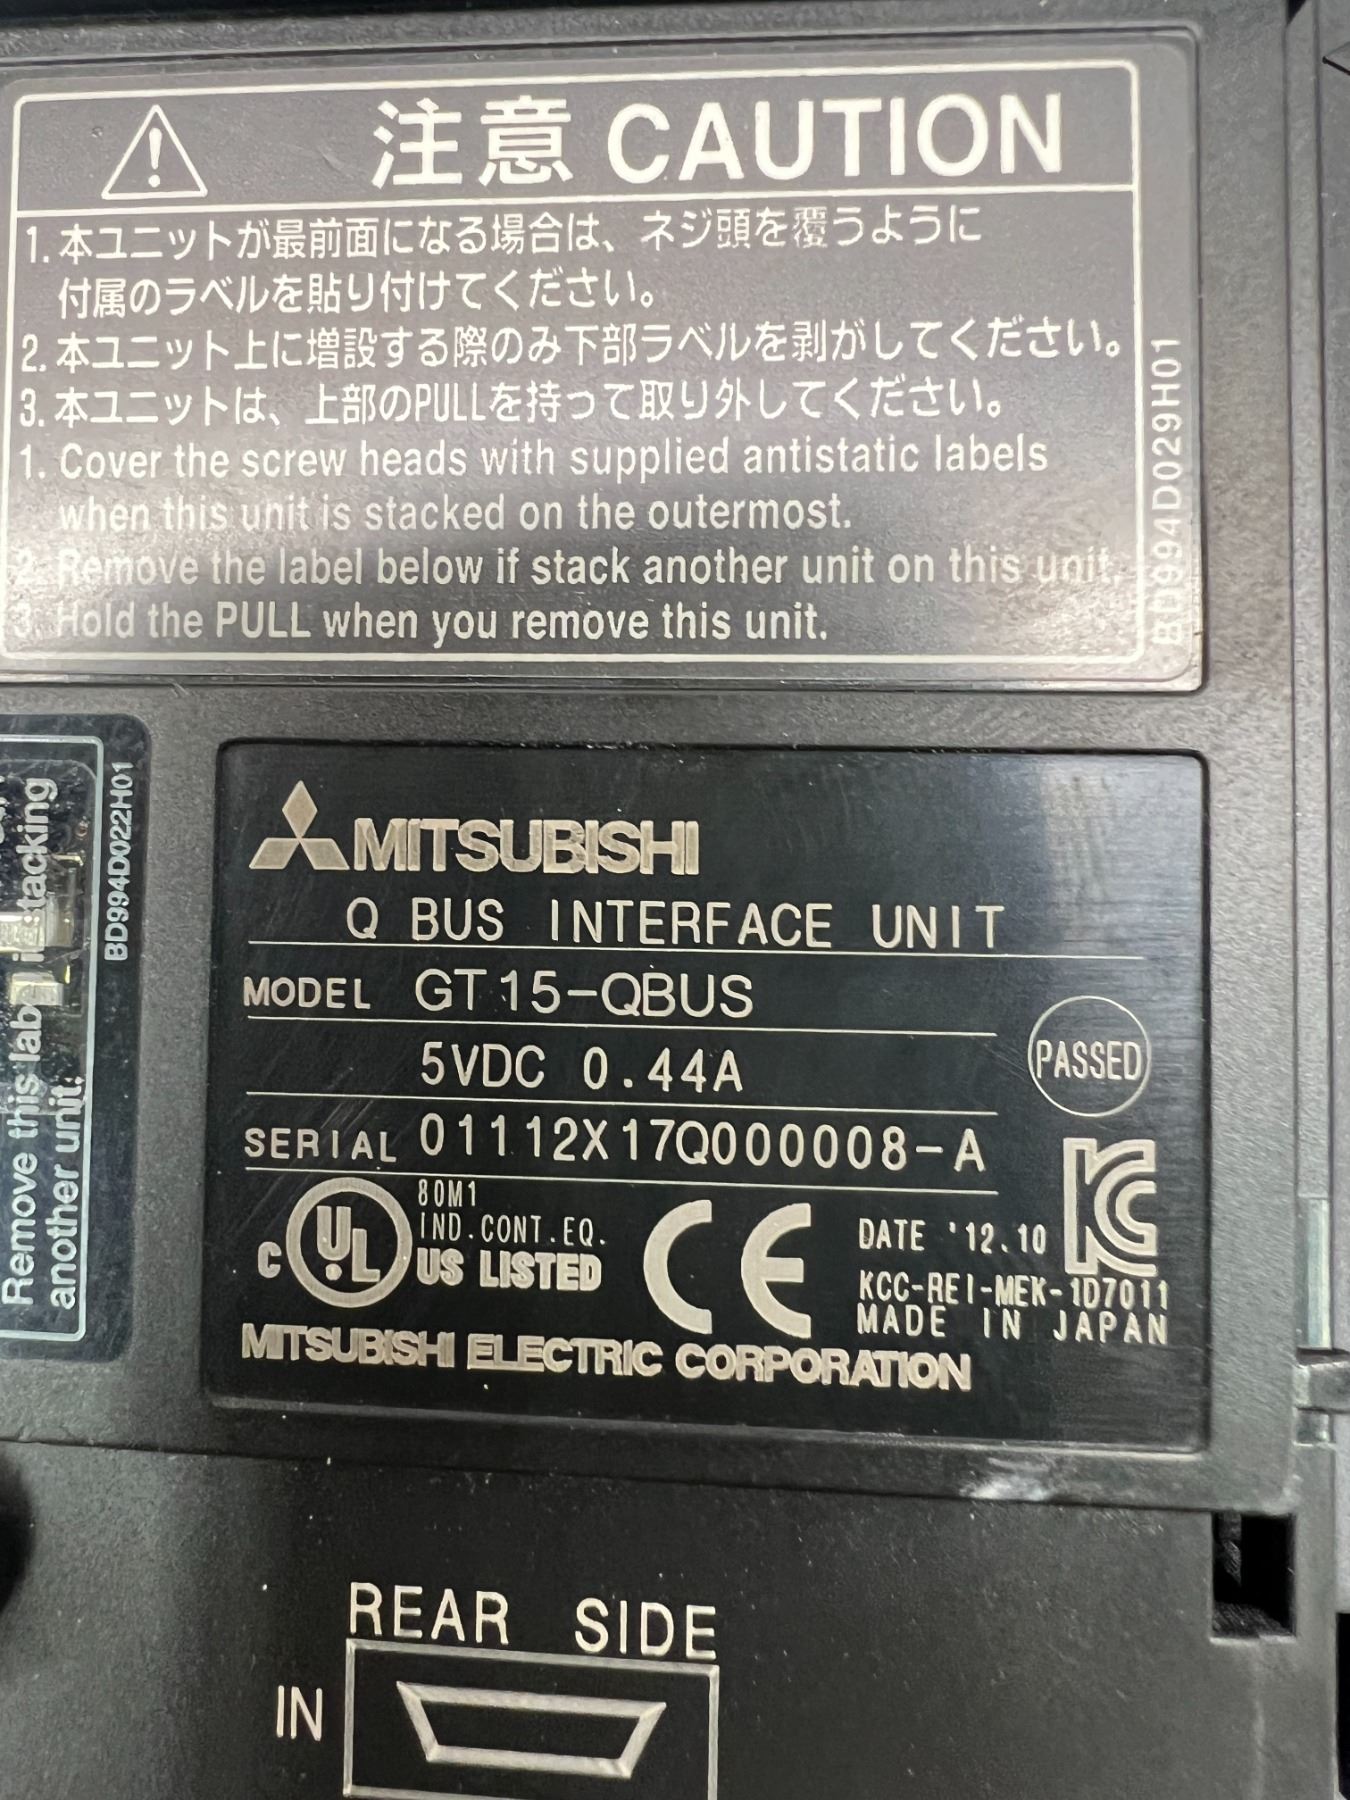 注意 CAUTION
1. 本ユニットが最前面になる場合は、ネジ頭を覆うように
付属のラベルを貼り付けてください。
2. 本ユニット上に増設する際のみ下部ラベルを剥がしてください。
3. 本ユニットは、上部のPULLを持って取り外してください。
1. Cover the screw heads with supplied antistatic labels
when this unit is stacked on the outermost.
2. Remove the label below if stack another unit on this unit.
3. Hold the PULL when you remove this unit.
BD994D029H01
Remove this label
stacking
another unit.
BD994D022H01
MITSUBISHI
Q BUS INTERFACE UNIT
MODEL GT15-QBUS
5VDC 0.44A
PASSED
SERIAL 01112X17Q000008-A
C UL US LISTED
80M1
IND.CONT.EQ.
CE
DATE '12.10
KC
KCC-REI-MEK-1D7011
MADE IN JAPAN
MITSUBISHI ELECTRIC CORPORATION
REAR SIDE
IN